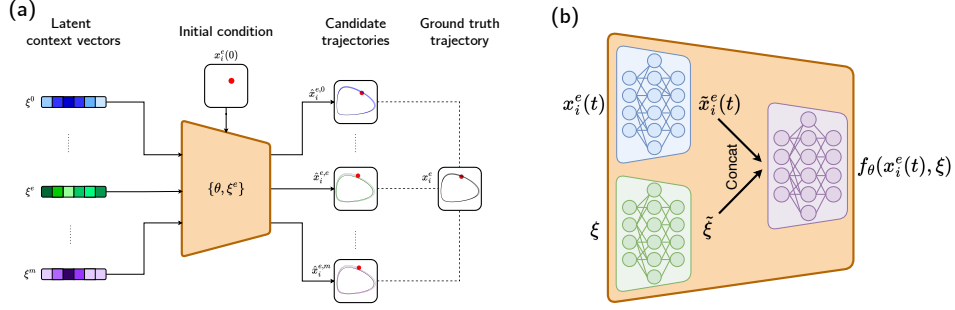 (a)
Latent
context vectors
Initial condition
Candidate
trajectories
Ground truth
trajectory
x_i^e(0)
ξ^0
x̂_i^{e,0}
ξ^e
{θ, ξ^e}
x̂_i^{e,e}
x_i^e
ξ^m
x̂_i^{e,m}
(b)
x_i^e(t)
x̃_i^e(t)
Concat
f_θ(x_i^e(t), ξ)
ξ
ξ̃